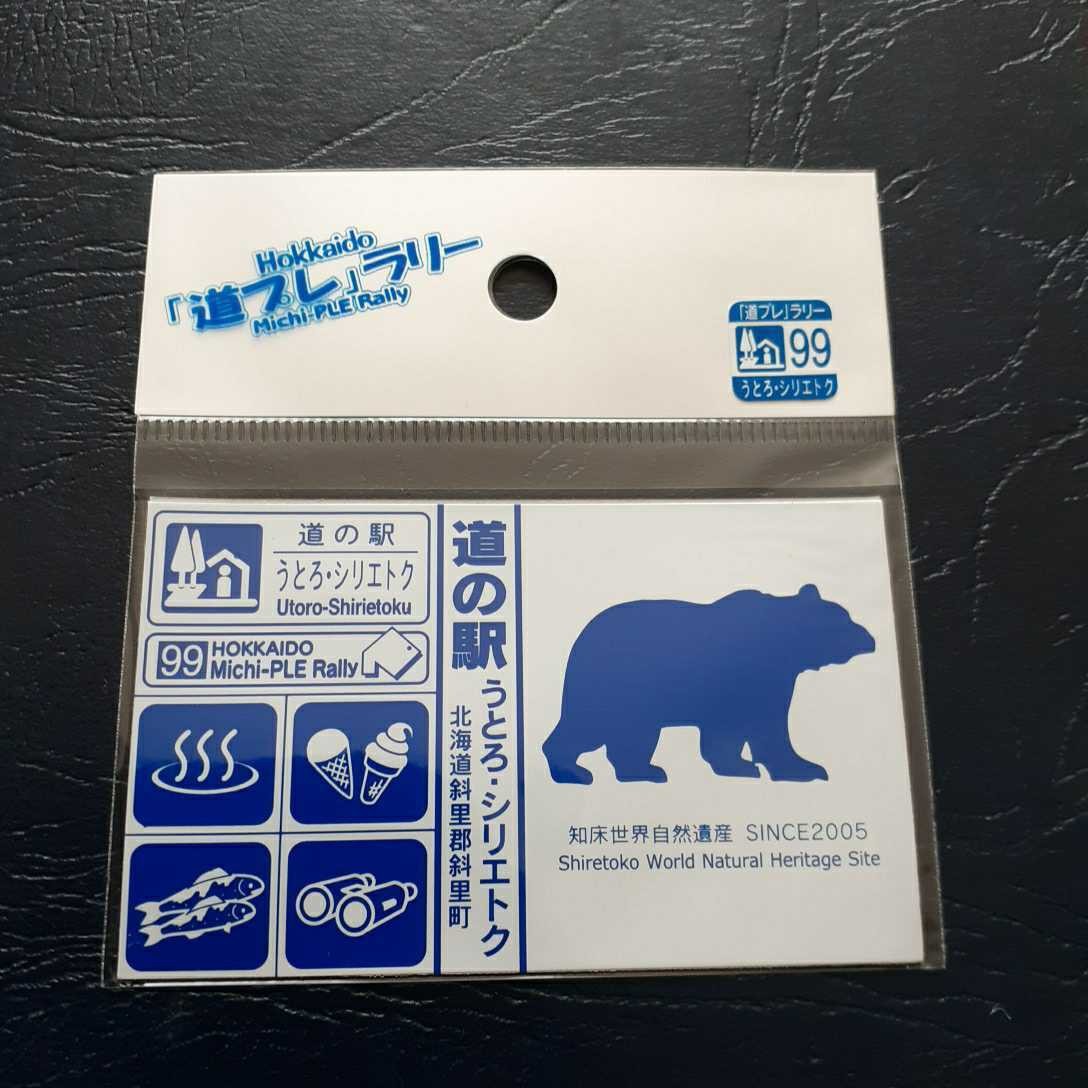 Hokkaido
「道プレ」ラリー
Michi-PLE Rally
「道プレ」ラリー
99
うとろ・シリエトク
道の駅
うとろ・シリエトク
Utoro-Shirietoku
99 HOKKAIDO
Michi-PLE Rally
道の駅 うとろ・シリエトク
北海道斜里郡斜里町
知床世界自然遺産 SINCE2005
Shiretoko World Natural Heritage Site